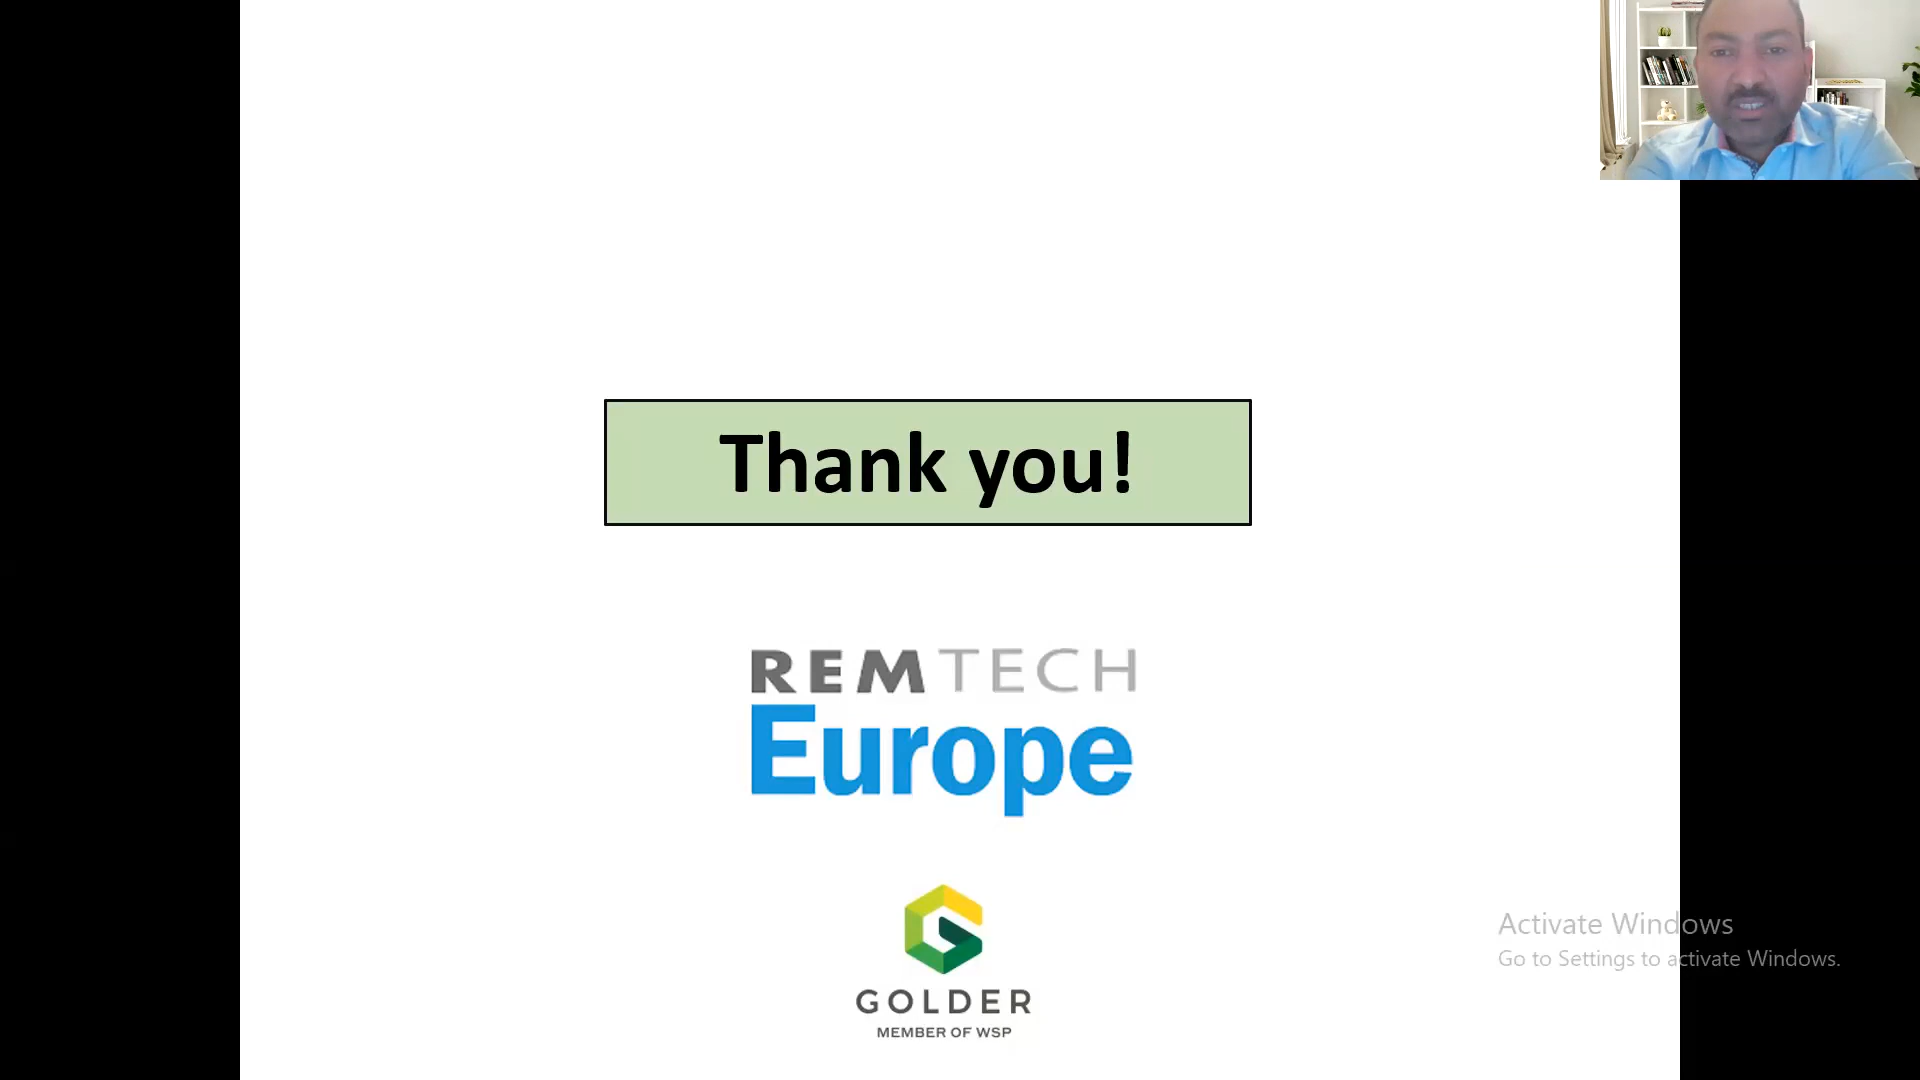 Thank you!
REMTECH
Europe
GOLDER
MEMBER OF WSP
Activate Windows
Go to Settings to activate Windows.